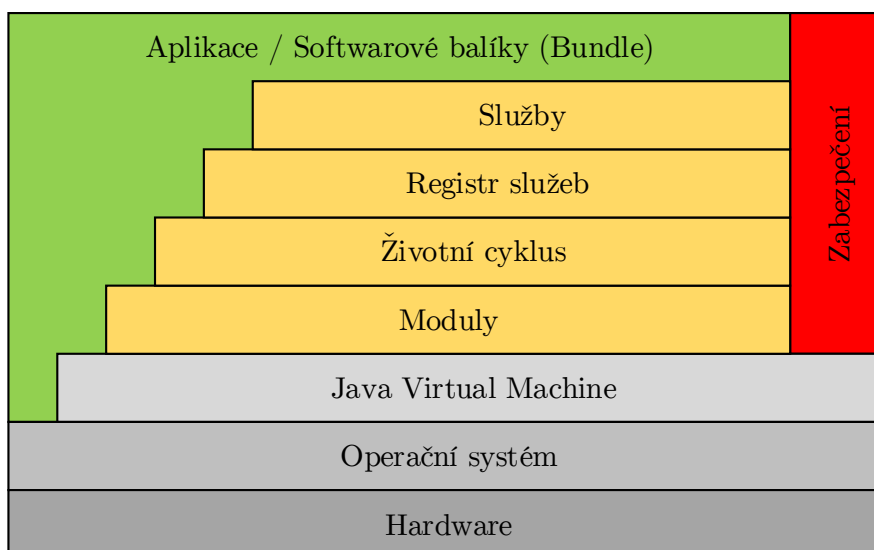 Aplikace / Softwarové balíky (Bundle)
Služby
Registr služeb
Životní cyklus
Moduly
Zabezpečení
Java Virtual Machine
Operační systém
Hardware